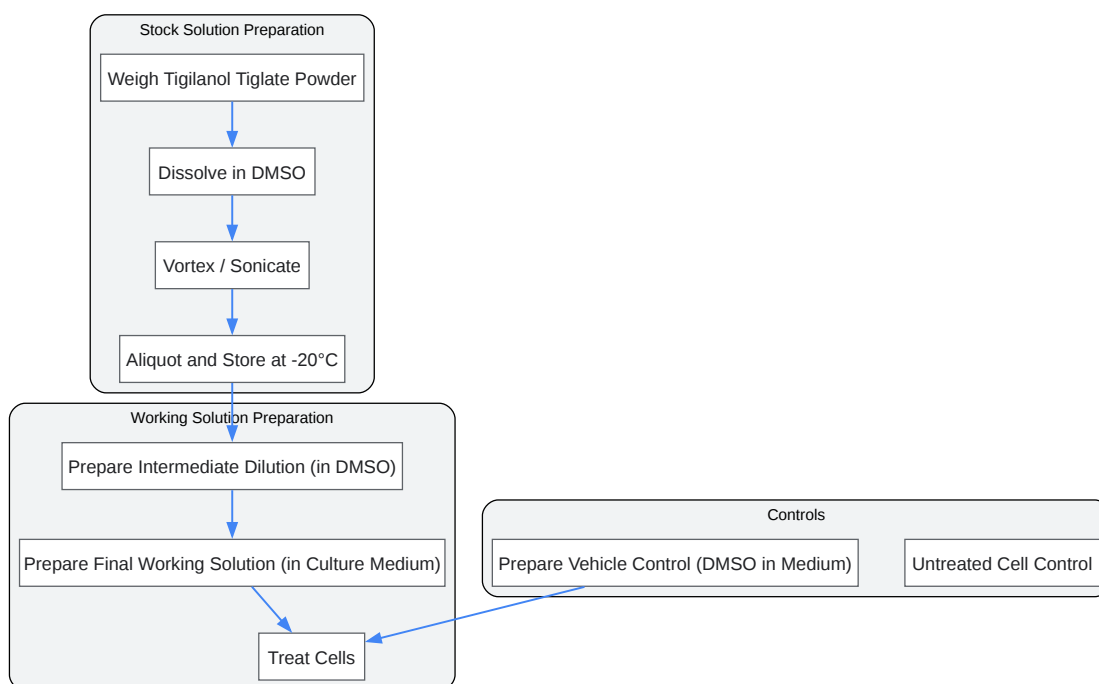 Stock Solution Preparation
Weigh Tigilanol Tiglate Powder
Dissolve in DMSO
Vortex / Sonicate
Aliquot and Store at -20°C
Working Solution Preparation
Prepare Intermediate Dilution (in DMSO)
Prepare Final Working Solution (in Culture Medium)
Treat Cells
Controls
Prepare Vehicle Control (DMSO in Medium)
Untreated Cell Control